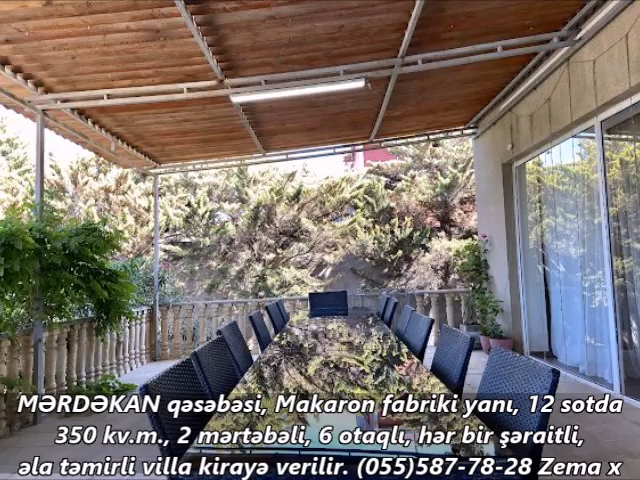 MƏRDƏKAN qəsəbəsi, Makaron fabriki yanı, 12 sotda
350 kv.m., 2 mərtəbəli, 6 otaqlı, hər bir şəraitli,
əla təmirli villa kirayə verilir. (055)587-78-28 Zema x